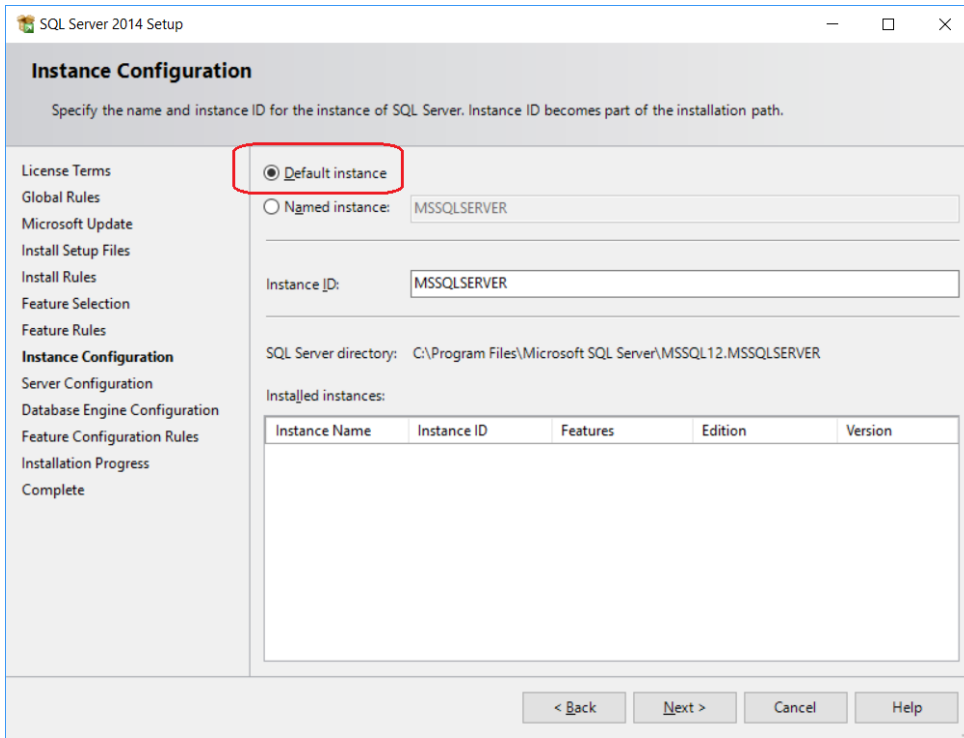 SQL Server 2014 Setup
Instance Configuration
Specify the name and instance ID for the instance of SQL Server. Instance ID becomes part of the installation path.
License Terms
Global Rules
Microsoft Update
Install Setup Files
Install Rules
Feature Selection
Feature Rules
Instance Configuration
Server Configuration
Database Engine Configuration
Feature Configuration Rules
Installation Progress
Complete
Default instance
Named instance: MSSQLSERVER
Instance ID: MSSQLSERVER
SQL Server directory: C:\Program Files\Microsoft SQL Server\MSSQL12.MSSQLSERVER
Installed instances:
Instance Name Instance ID Features Edition Version
< Back Next > Cancel Help